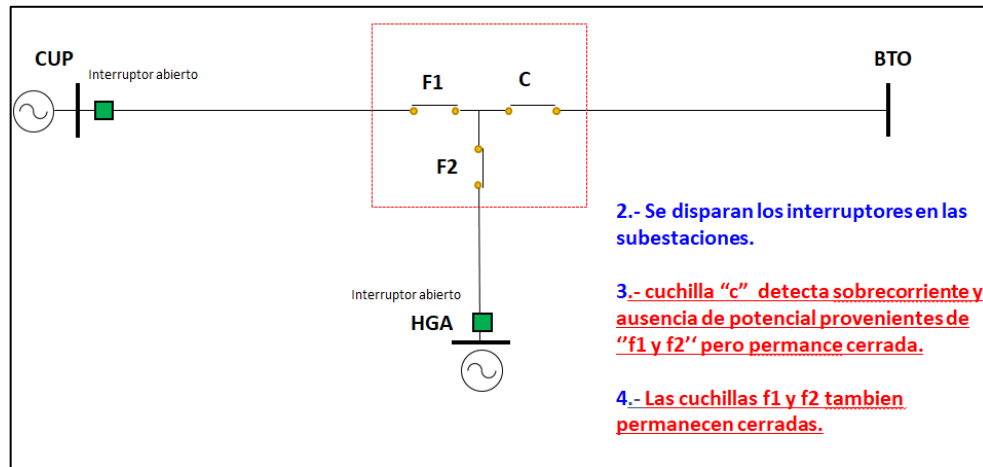 CUP
Interruptor abierto
F1
C
BTO
F2
2.- Se disparan los interruptores en las
subestaciones.
3.- cuchilla “c” detecta sobrecorriente y
ausencia de potencial provenientes de
‘‘f1 y f2’‘ pero permance cerrada.
Interruptor abierto
HGA
4.- Las cuchillas f1 y f2 tambien
permanecen cerradas.